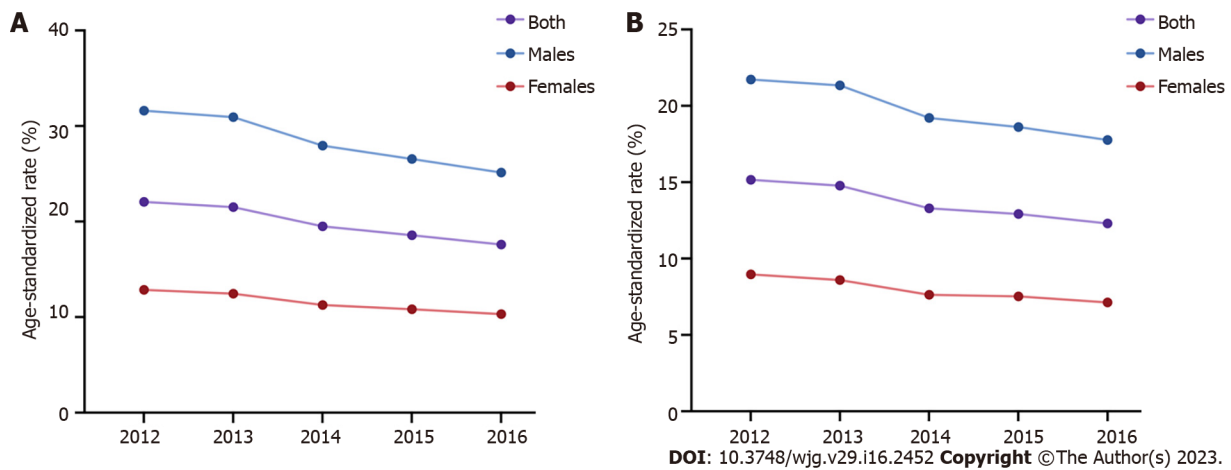 A
Age-standardized rate (%)
40
30
20
10
0
2012 2013 2014 2015 2016
Both
Males
Females
B
Age-standardized rate (%)
25
20
15
10
5
0
2012 2013 2014 2015 2016
Both
Males
Females
DOI: 10.3748/wjg.v29.i16.2452 Copyright ©The Author(s) 2023.